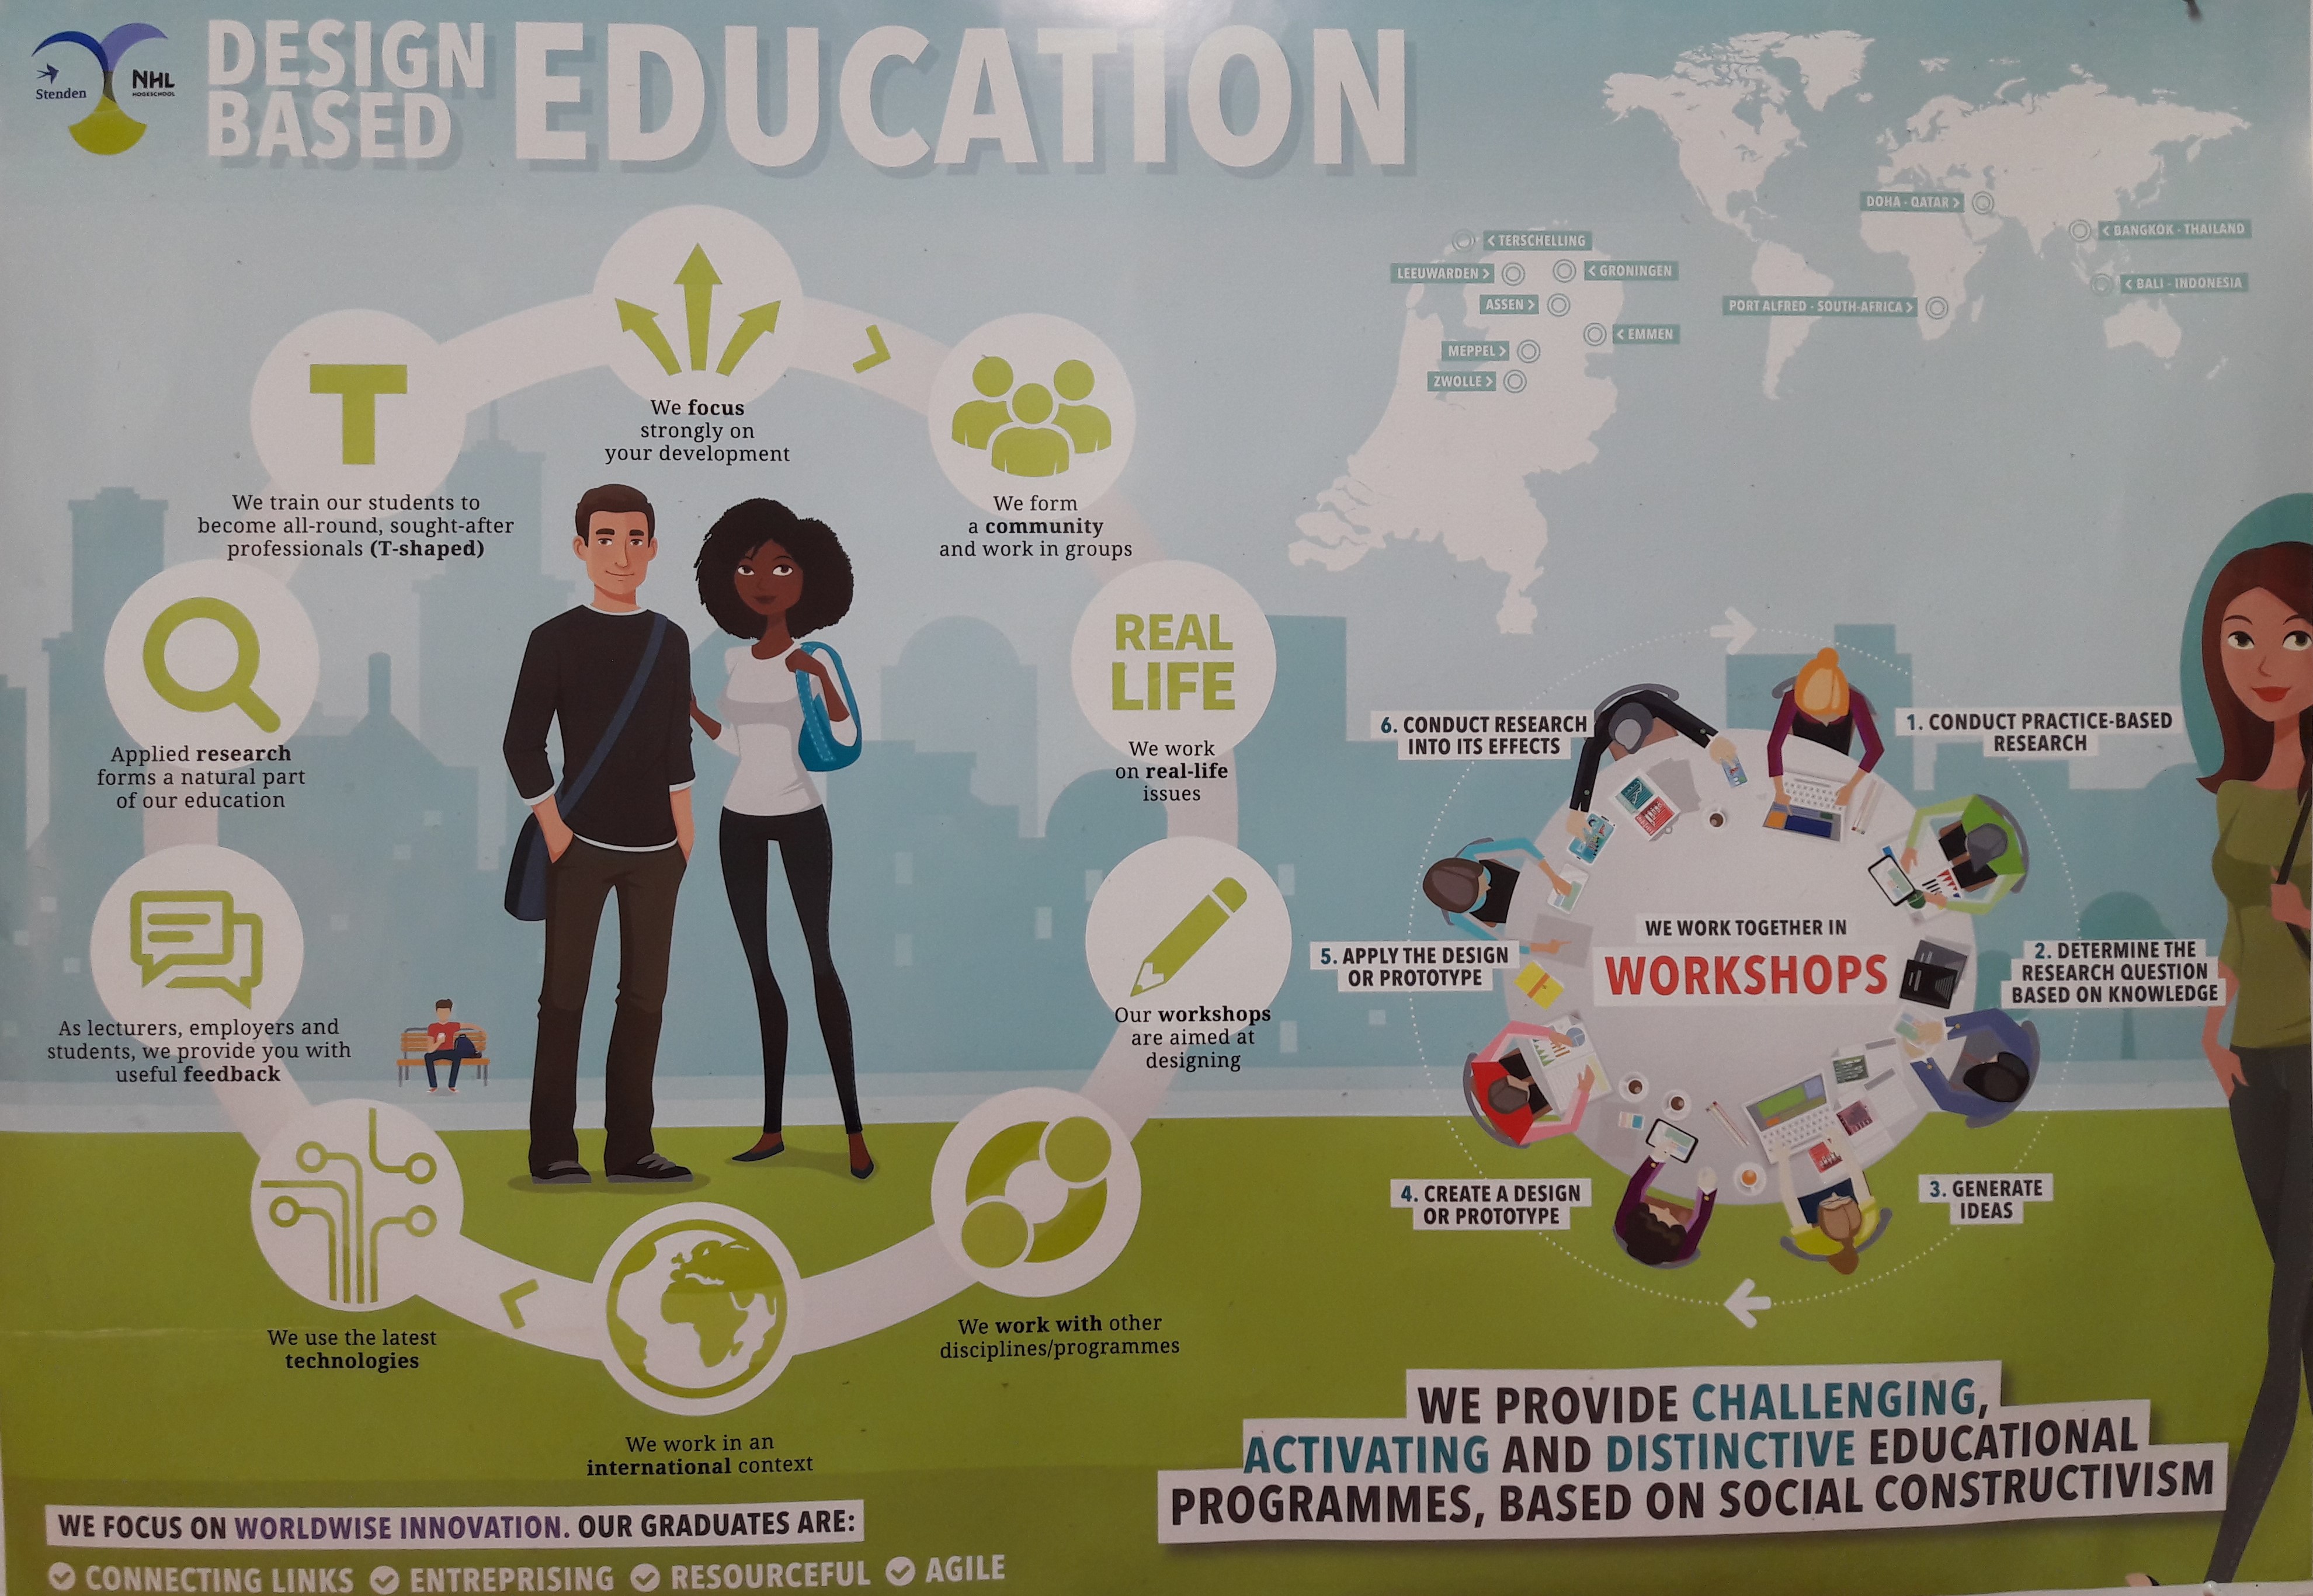 Stenden
NHL
HOGESCHOOL
DESIGN
BASED
EDUCATION
DOHA - QATAR >
< BANGKOK - THAILAND
< BALI - INDONESIA
PORT ALFRED - SOUTH-AFRICA >
< TERSCHELLING
LEEUWARDEN >
< GRONINGEN
ASSEN >
< EMMEN
MEPPEL >
ZWOLLE >
We focus
strongly on
your development
We form
a community
and work in groups
REAL
LIFE
We work
on real-life
issues
Our workshops
are aimed at
designing
We work with other
disciplines/programmes
We work in an
international context
We use the latest
technologies
As lecturers, employers and
students, we provide you with
useful feedback
Applied research
forms a natural part
of our education
T
We train our students to
become all-round, sought-after
professionals (T-shaped)
WE WORK TOGETHER IN
WORKSHOPS
1. CONDUCT PRACTICE-BASED
RESEARCH
2. DETERMINE THE
RESEARCH QUESTION
BASED ON KNOWLEDGE
3. GENERATE
IDEAS
4. CREATE A DESIGN
OR PROTOTYPE
5. APPLY THE DESIGN
OR PROTOTYPE
6. CONDUCT RESEARCH
INTO ITS EFFECTS
WE PROVIDE CHALLENGING,
ACTIVATING AND DISTINCTIVE EDUCATIONAL
PROGRAMMES, BASED ON SOCIAL CONSTRUCTIVISM
WE FOCUS ON WORLDWISE INNOVATION. OUR GRADUATES ARE:
CONNECTING LINKS ENTREPRISING RESOURCEFUL AGILE